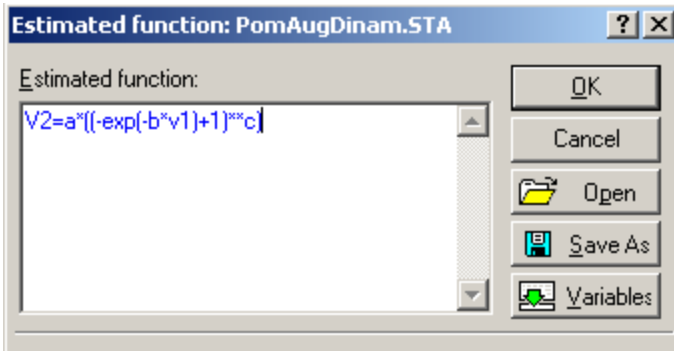 Estimated function: PomAugDinam.STA
Estimated function:
V2=a*((-exp(-b*v1)+1)**c)
OK
Cancel
Open
Save As
Variables